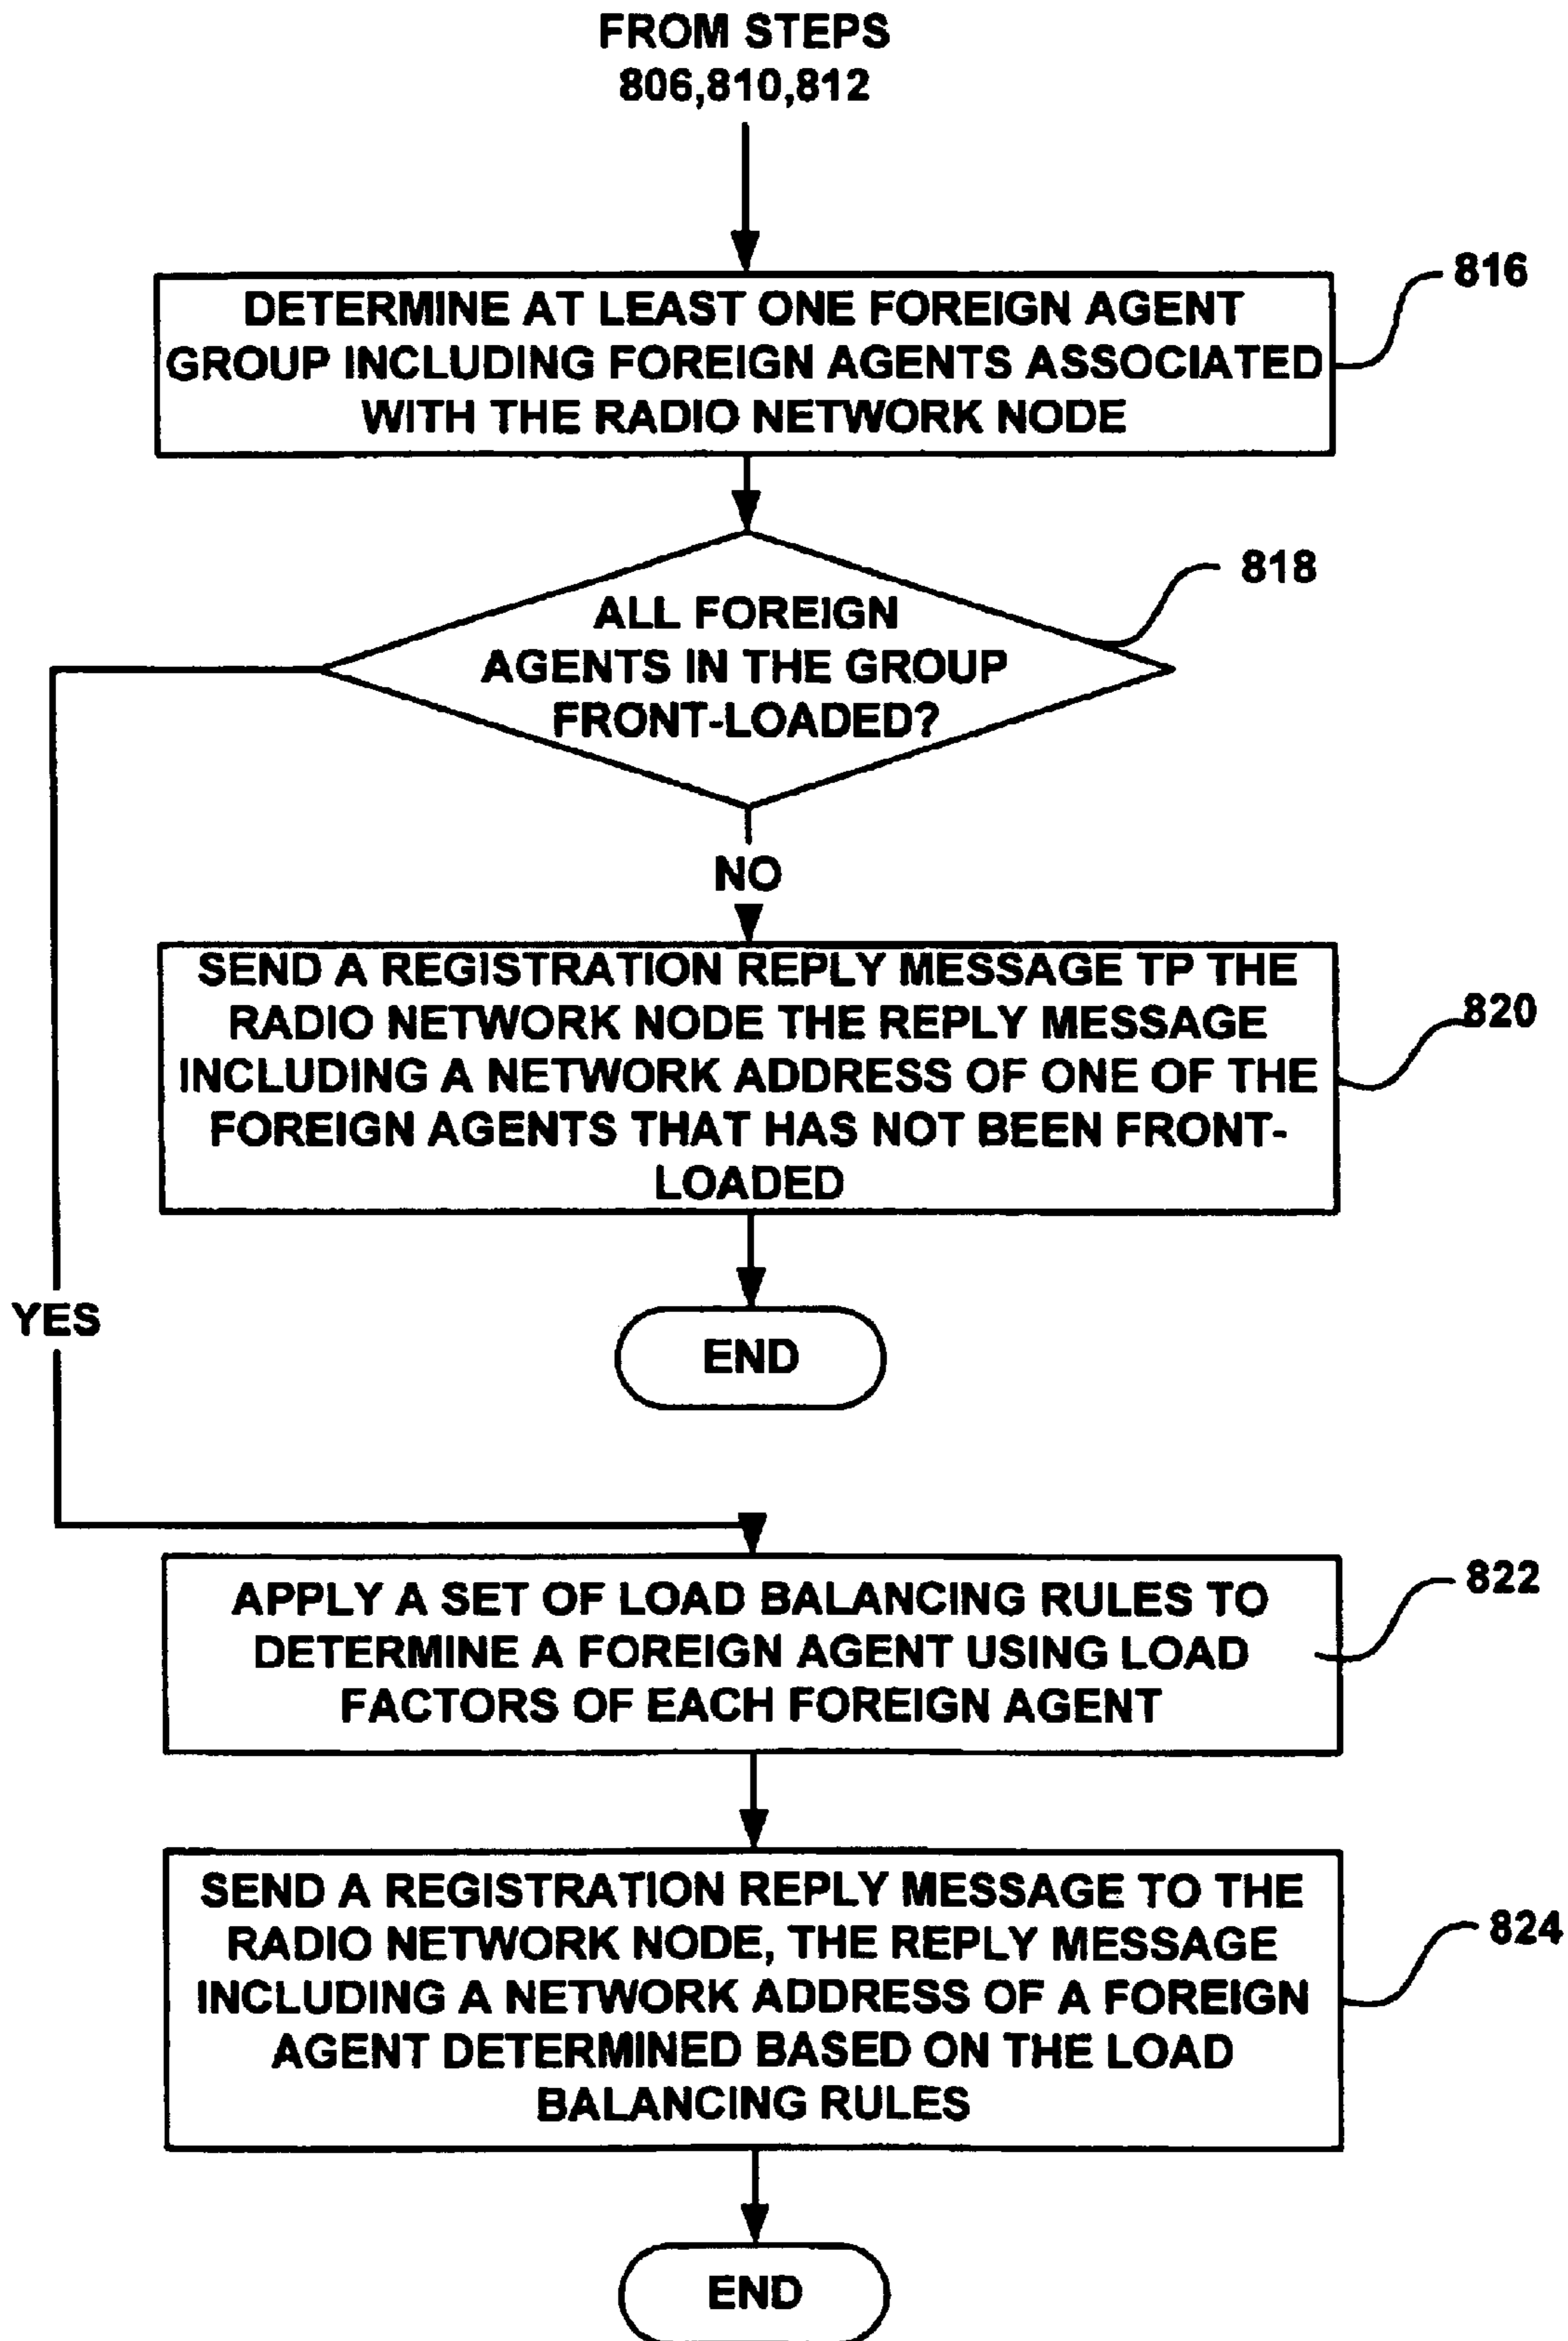 FROM STEPS
806,810,812
816
DETERMINE AT LEAST ONE FOREIGN AGENT
GROUP INCLUDING FOREIGN AGENTS ASSOCIATED
WITH THE RADIO NETWORK NODE
818
ALL FOREIGN
AGENTS IN THE GROUP
FRONT-LOADED?
NO
SEND A REGISTRATION REPLY MESSAGE TP THE
RADIO NETWORK NODE THE REPLY MESSAGE
INCLUDING A NETWORK ADDRESS OF ONE OF THE
FOREIGN AGENTS THAT HAS NOT BEEN FRONT-
LOADED
820
YES
END
APPLY A SET OF LOAD BALANCING RULES TO
DETERMINE A FOREIGN AGENT USING LOAD
FACTORS OF EACH FOREIGN AGENT
822
SEND A REGISTRATION REPLY MESSAGE TO THE
RADIO NETWORK NODE, THE REPLY MESSAGE
INCLUDING A NETWORK ADDRESS OF A FOREIGN
AGENT DETERMINED BASED ON THE LOAD
BALANCING RULES
824
END